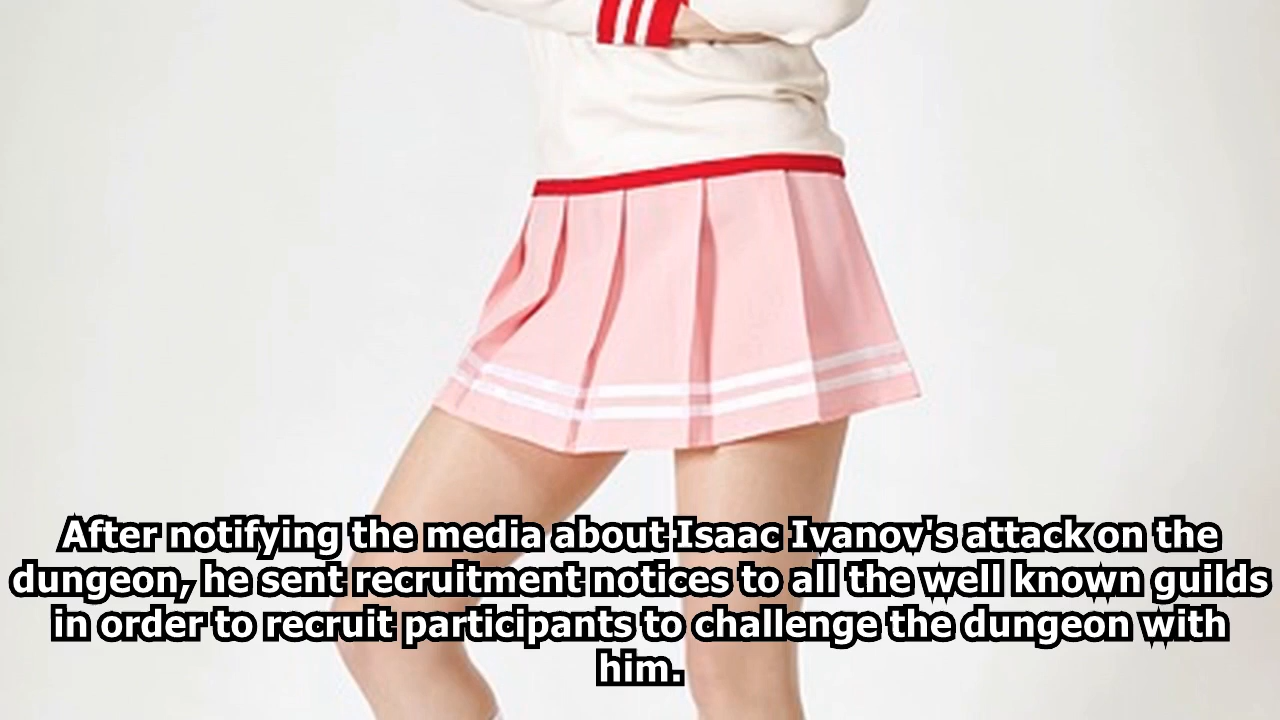 After notifying the media about Isaac Ivanov's attack on the
dungeon, he sent recruitment notices to all the well known guilds
in order to recruit participants to challenge the dungeon with
him.